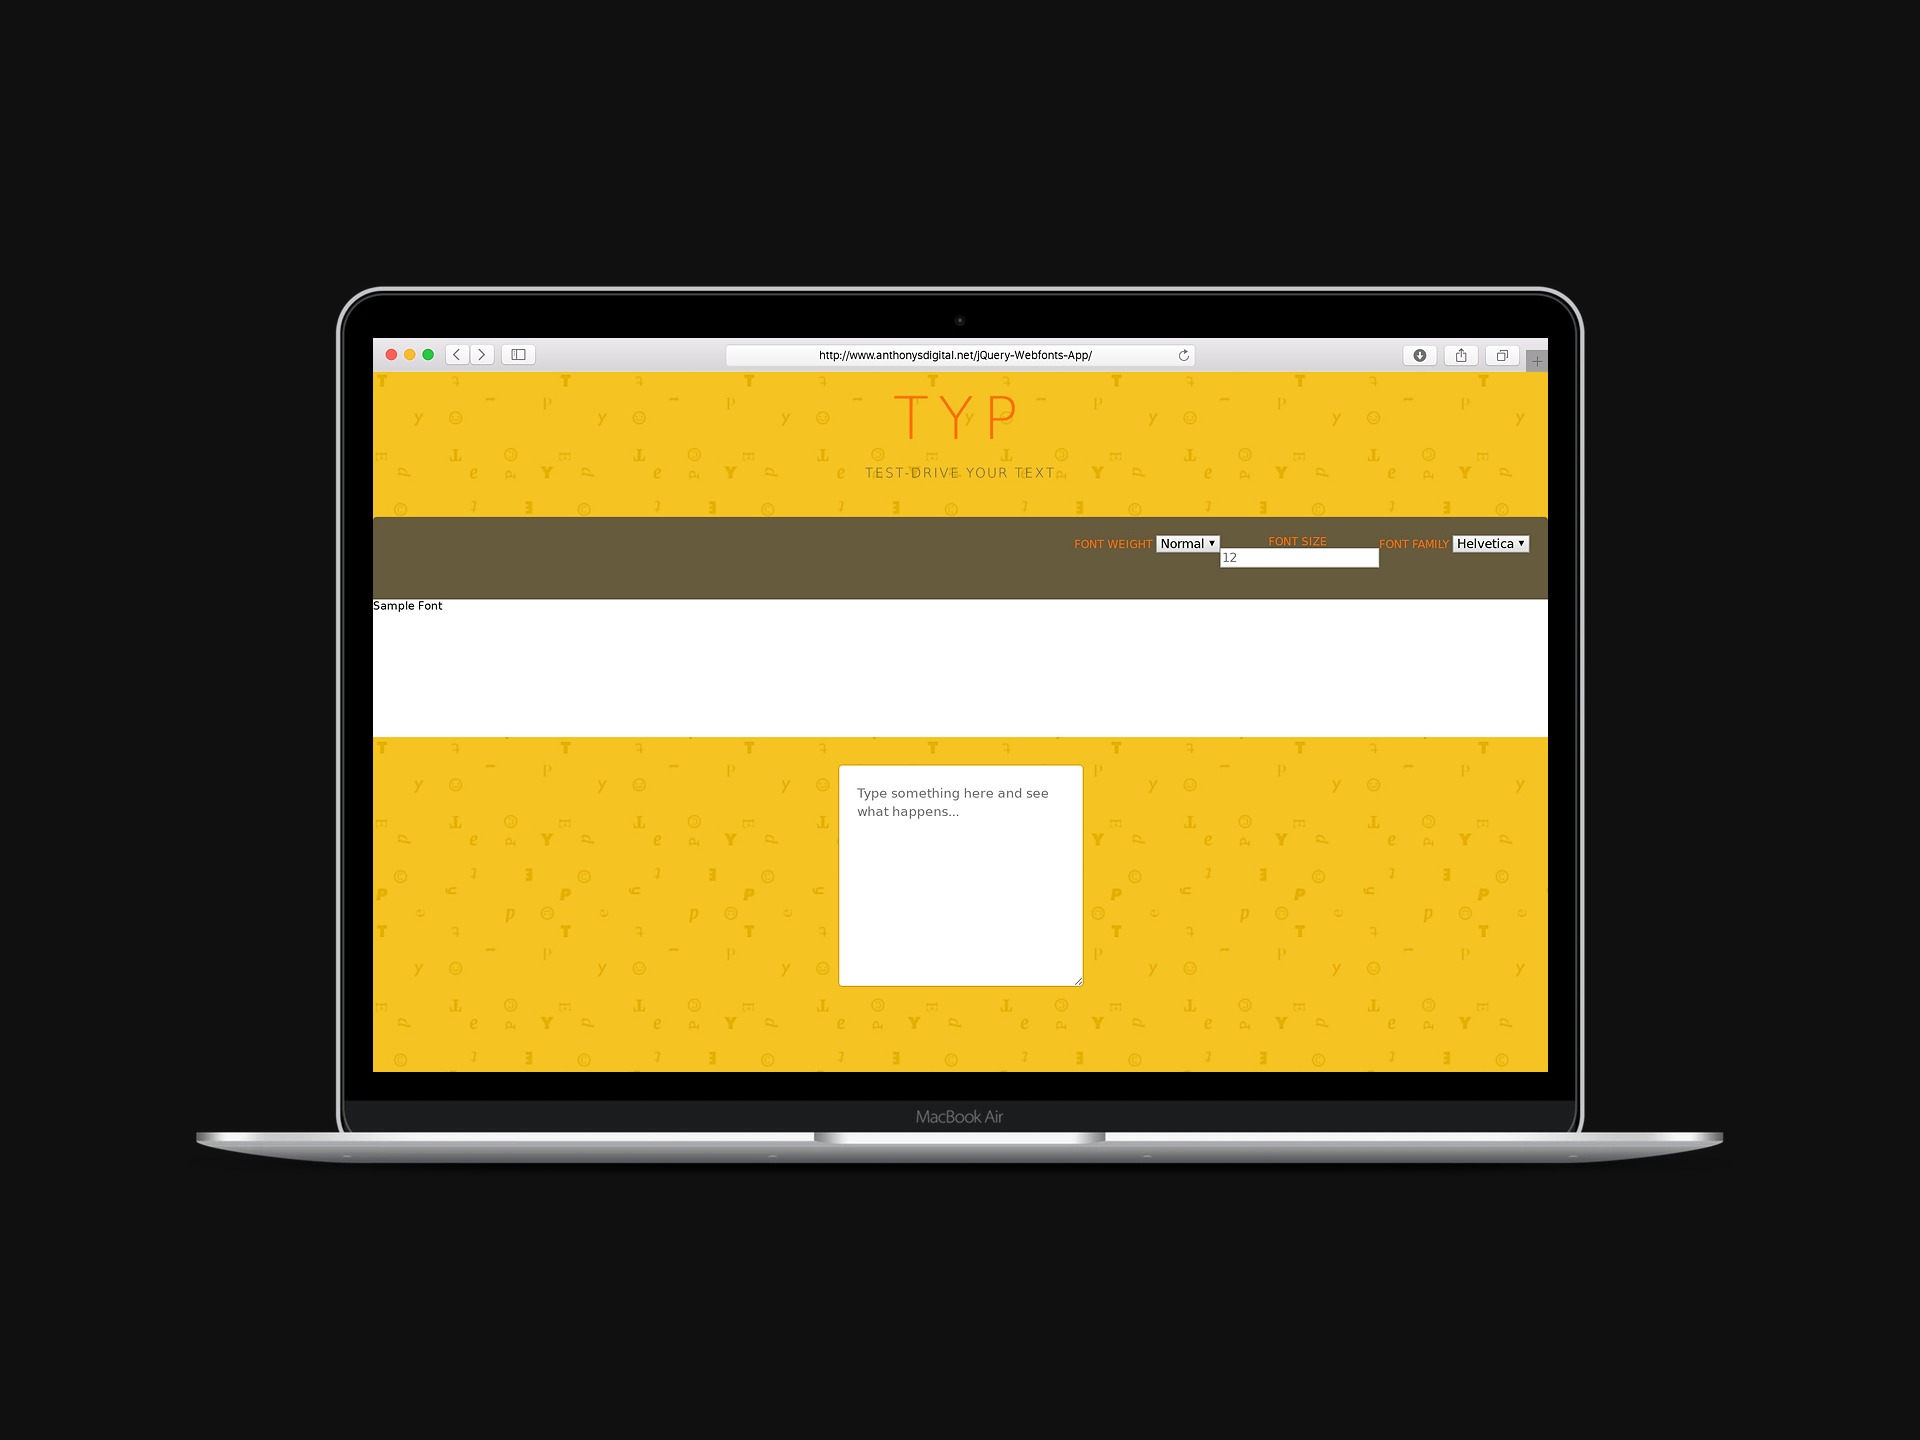 http://www.anthonysdigital.net/jQuery-Webfonts-App/
TYP
TEST-DRIVE YOUR TEXT
FONT WEIGHT Normal FONT SIZE FONT FAMILY Helvetica
12
Sample Font
Type something here and see
what happens...
MacBook Air